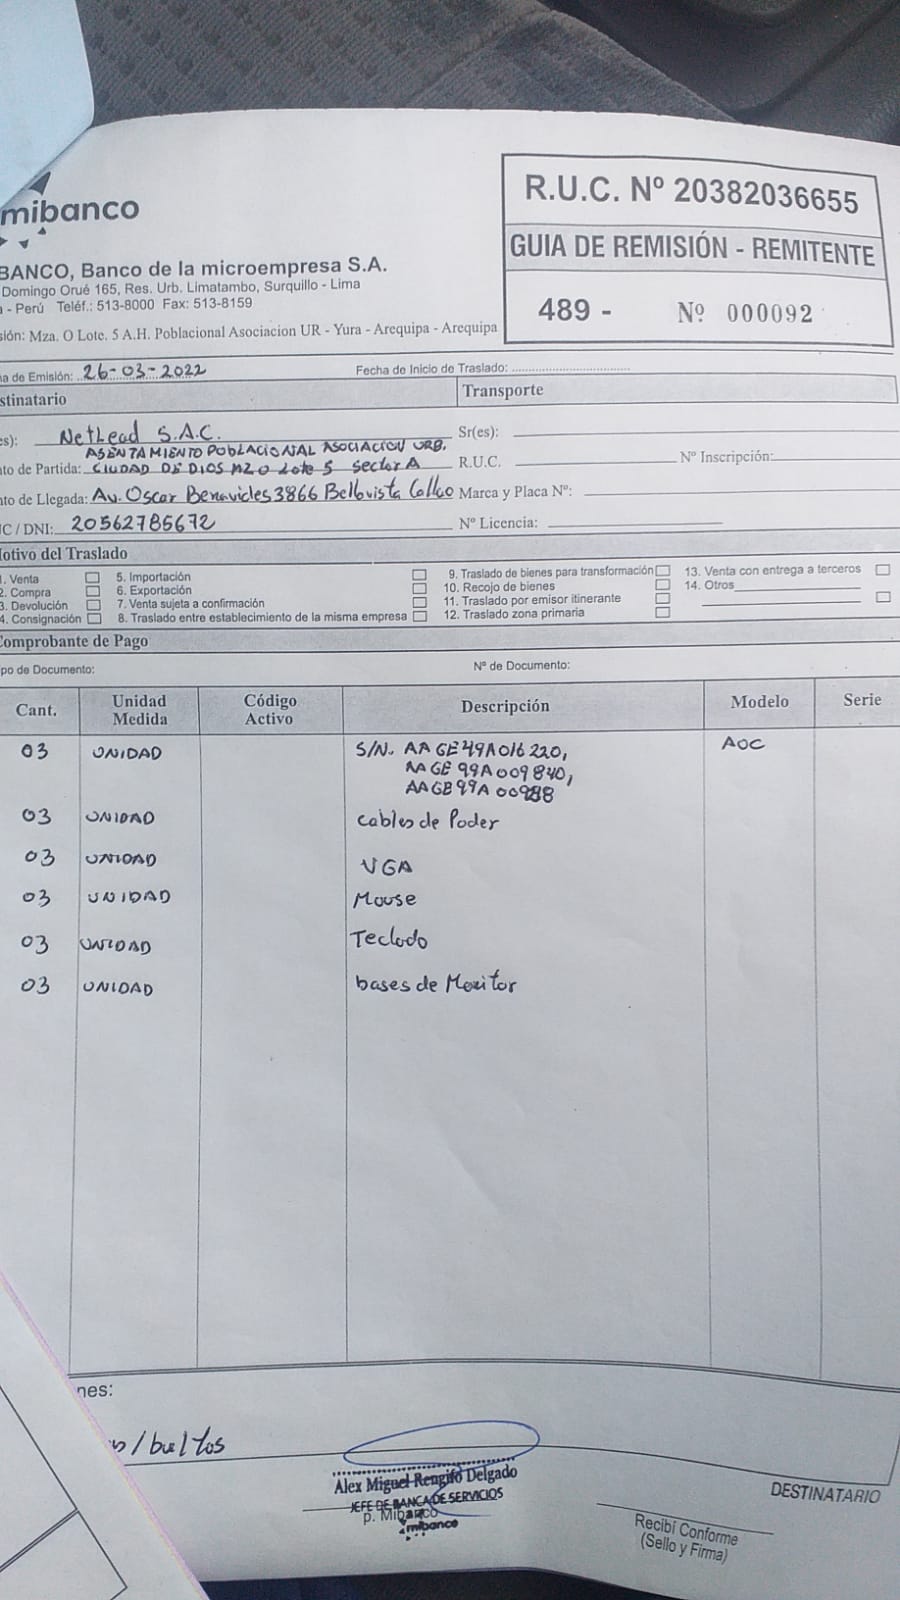 mibanco
R.U.C. Nº 20382036655
GUIA DE REMISIÓN - REMITENTE
489 - Nº 000092
BANCO, Banco de la microempresa S.A.
Domingo Orué 165, Res. Urb. Limatambo, Surquillo - Lima
- Perú Teléf.: 513-8000 Fax: 513-8159
sión: Mza. O Lote. 5 A.H. Poblacional Asociacion UR - Yura - Arequipa - Arequipa
de Emisión: 26-03-2022 Fecha de Inicio de Traslado:
stinatario Transporte
es): NetLead S.A.C. Sr(es):
ASENTAMIENTO POBLACIONAL ASOCIACION URB.
to de Partida: CIUDAD DE DIOS MZ O Lote 5 Sector A R.U.C. Nº Inscripción:
to de Llegada: Av. Oscar Benavides 3866 Bellavista Callao Marca y Placa Nº:
C / DNI: 20562785672 Nº Licencia:
otivo del Traslado
1. Venta 5. Importación 9. Traslado de bienes para transformación 13. Venta con entrega a terceros
2. Compra 6. Exportación 10. Recojo de bienes 14. Otros
3. Devolución 7. Venta sujeta a confirmación 11. Traslado por emisor itinerante
4. Consignación 8. Traslado entre establecimiento de la misma empresa 12. Traslado zona primaria
Comprobante de Pago
po de Documento: Nº de Documento:
Cant. Unidad Medida Código Activo Descripción Modelo Serie
03 UNIDAD S/N. AAGE49A016220, AOC
AAGE99A009840,
03 UNIDAD cables de Poder
03 UNIDAD VGA
03 UNIDAD Mouse
03 UNIDAD Teclado
03 UNIDAD bases de Monitor
nes:
/bultos
Alex Miguel Rengifo Delgado
JEFE DE BANCA DE SERVICIOS
p. Mibanco
mibanco
DESTINATARIO
Recibí Conforme
(Sello y Firma)